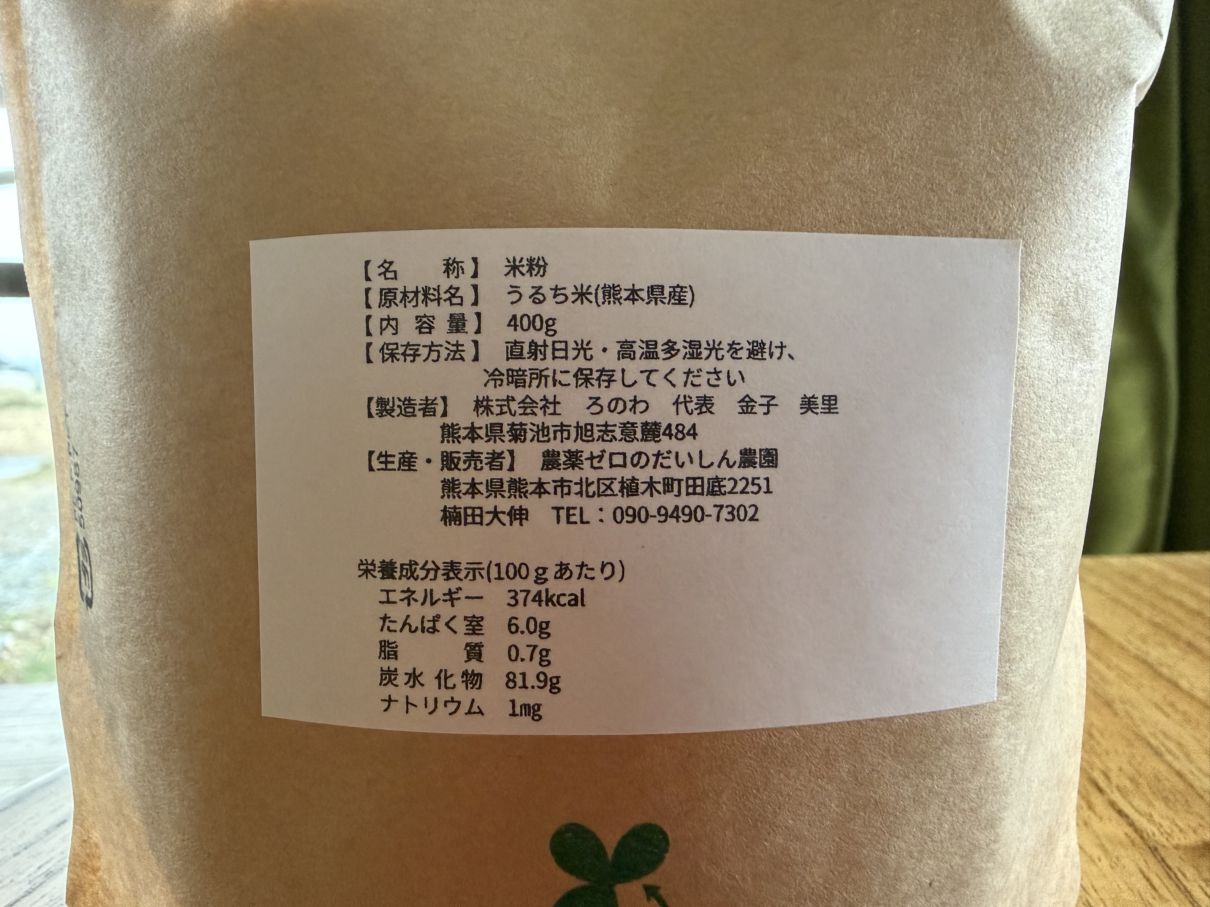 【名　　称】 米粉
【原材料名】 うるち米(熊本県産)
【内 容 量】 400g
【保存方法】 直射日光・高温多湿光を避け、
冷暗所に保存してください
【製造者】 株式会社　ろのわ　代表　金子　美里
熊本県菊池市旭志意麓484
【生産・販売者】 農薬ゼロのだいしん農園
熊本県熊本市北区植木町田底2251
楠田大伸　TEL：090-9490-7302
栄養成分表示(100ｇあたり)
エネルギー　374kcal
たんぱく室　6.0g
脂　　質　0.7g
炭水化物　81.9g
ナトリウム　1㎎